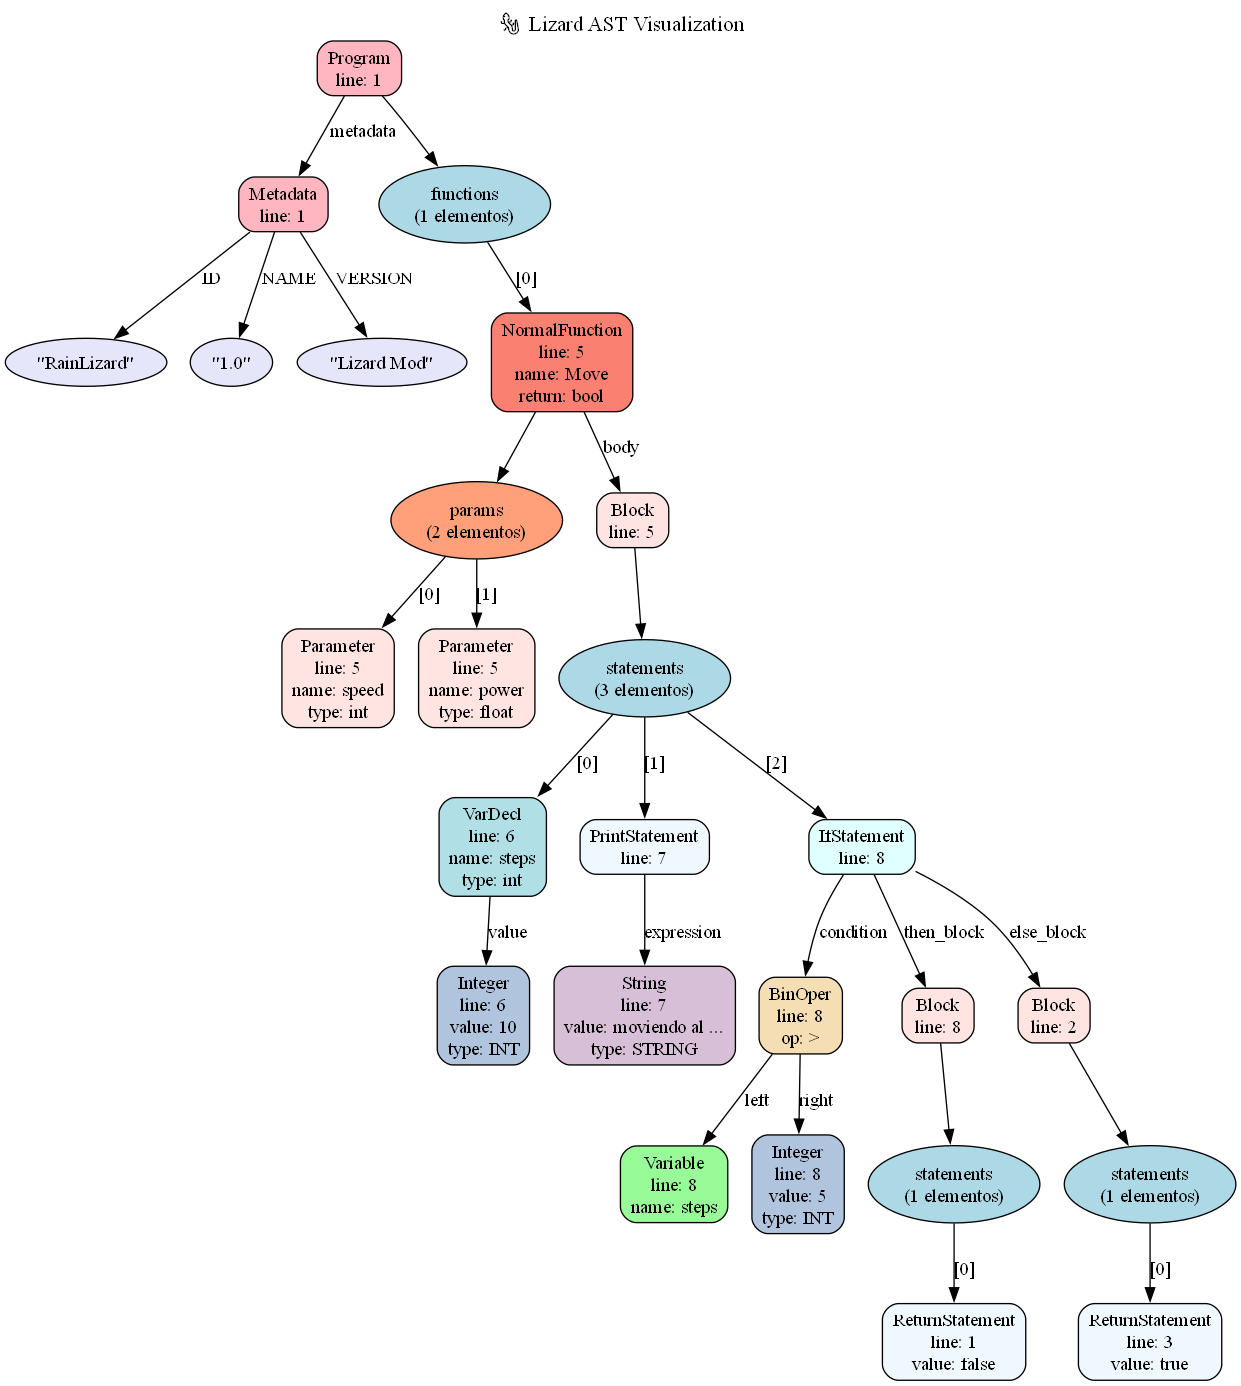 🦎 Lizard AST Visualization
Program
line: 1
metadata
Metadata
line: 1
functions
(1 elementos)
ID
NAME
VERSION
[0]
"RainLizard"
"1.0"
"Lizard Mod"
NormalFunction
line: 5
name: Move
return: bool
body
params
(2 elementos)
Block
line: 5
[0]
[1]
Parameter
line: 5
name: speed
type: int
Parameter
line: 5
name: power
type: float
statements
(3 elementos)
[0]
[1]
[2]
VarDecl
line: 6
name: steps
type: int
PrintStatement
line: 7
IfStatement
line: 8
value
expression
condition
then_block
else_block
Integer
line: 6
value: 10
type: INT
String
line: 7
value: moviendo al ...
type: STRING
BinOper
line: 8
op: >
Block
line: 8
Block
line: 2
left
right
Variable
line: 8
name: steps
Integer
line: 8
value: 5
type: INT
statements
(1 elementos)
statements
(1 elementos)
[0]
[0]
ReturnStatement
line: 1
value: false
ReturnStatement
line: 3
value: true